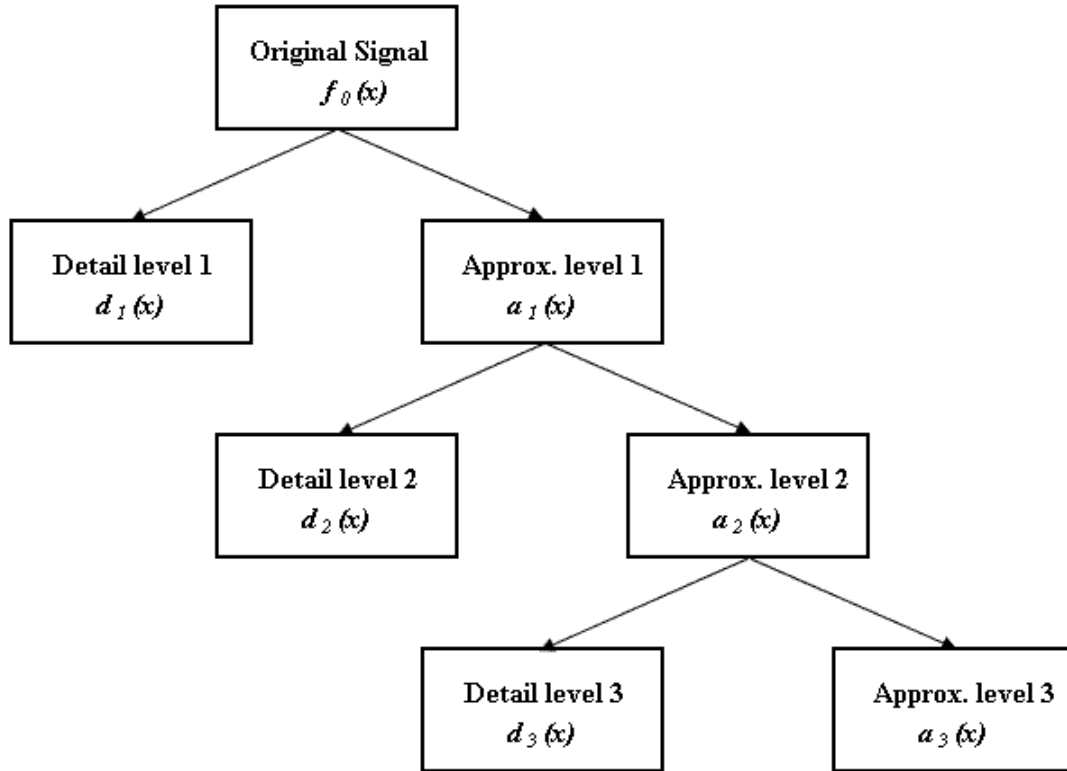 Original Signal
f 0 (x)
Detail level 1
d 1 (x)
Approx. level 1
a 1 (x)
Detail level 2
d 2 (x)
Approx. level 2
a 2 (x)
Detail level 3
d 3 (x)
Approx. level 3
a 3 (x)